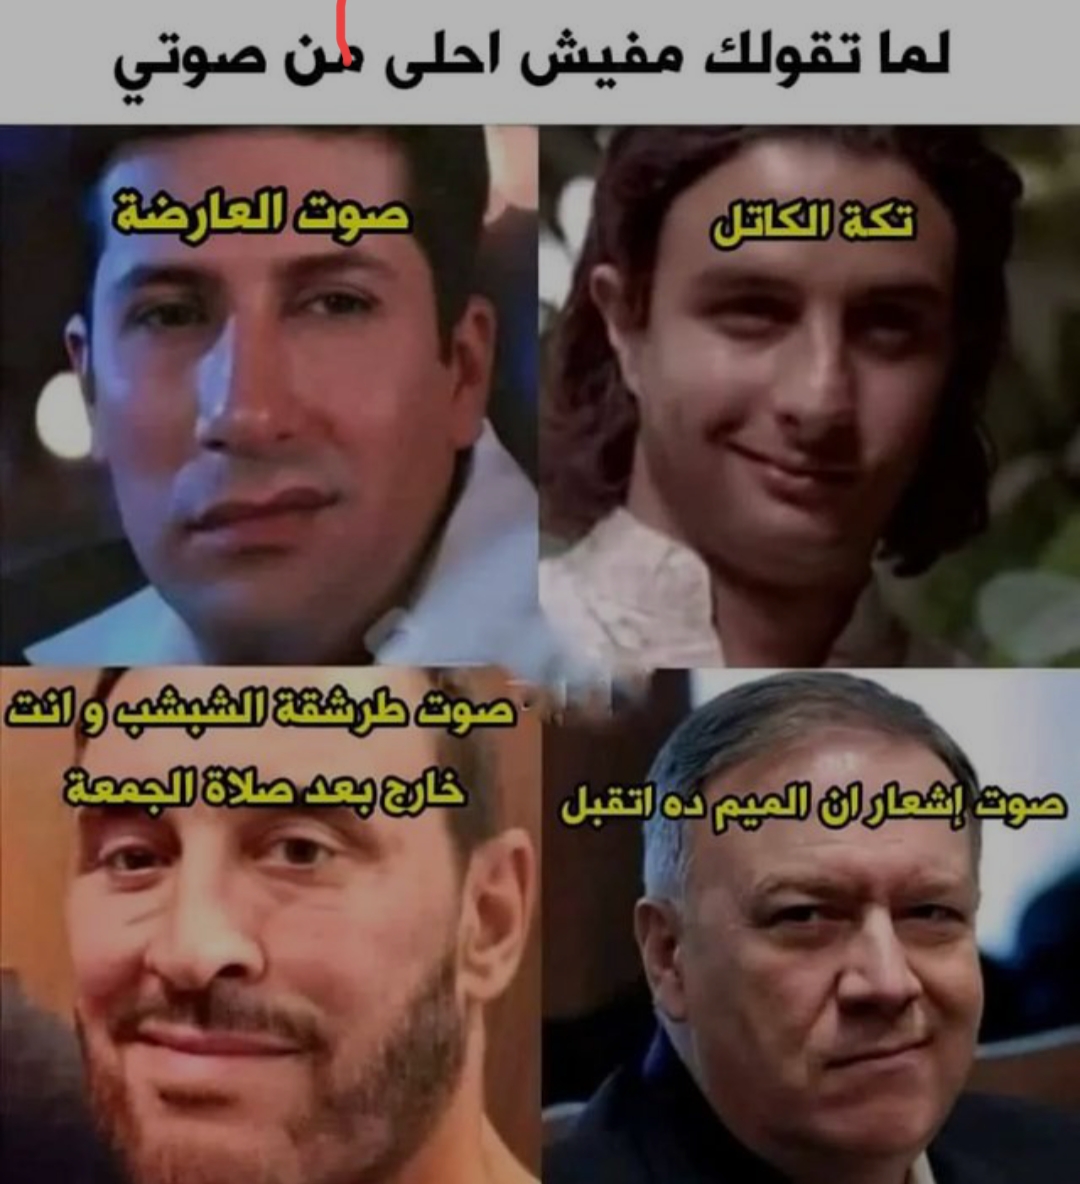 لما تقولك مفيش احلى من صوتي
تكة الكاتل
صوت العارضة
صوت إشعار ان الميم ده اتقبل
صوت طرشقة الشبشب و انت
خارج بعد صلاة الجمعة